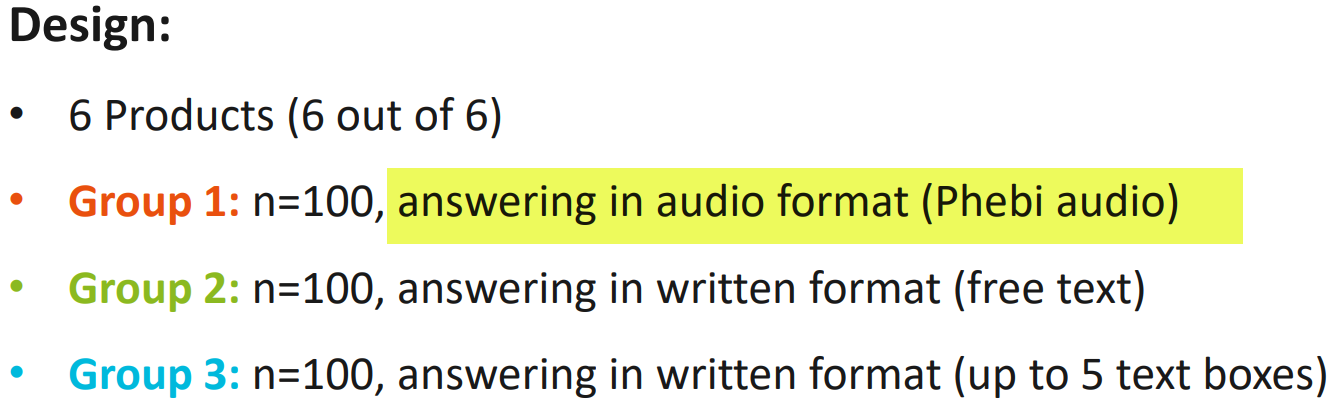 Design:
• 6 Products (6 out of 6)
• Group 1: n=100, answering in audio format (Phebi audio)
• Group 2: n=100, answering in written format (free text)
• Group 3: n=100, answering in written format (up to 5 text boxes)